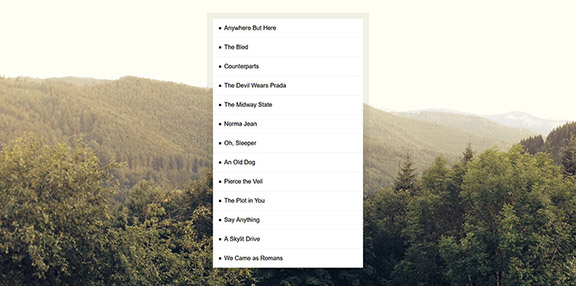 Anywhere But Here
The Bled
Counterparts
The Devil Wears Prada
The Midway State
Norma Jean
Oh, Sleeper
An Old Dog
Pierce the Veil
The Plot in You
Say Anything
A Skylit Drive
We Came as Romans